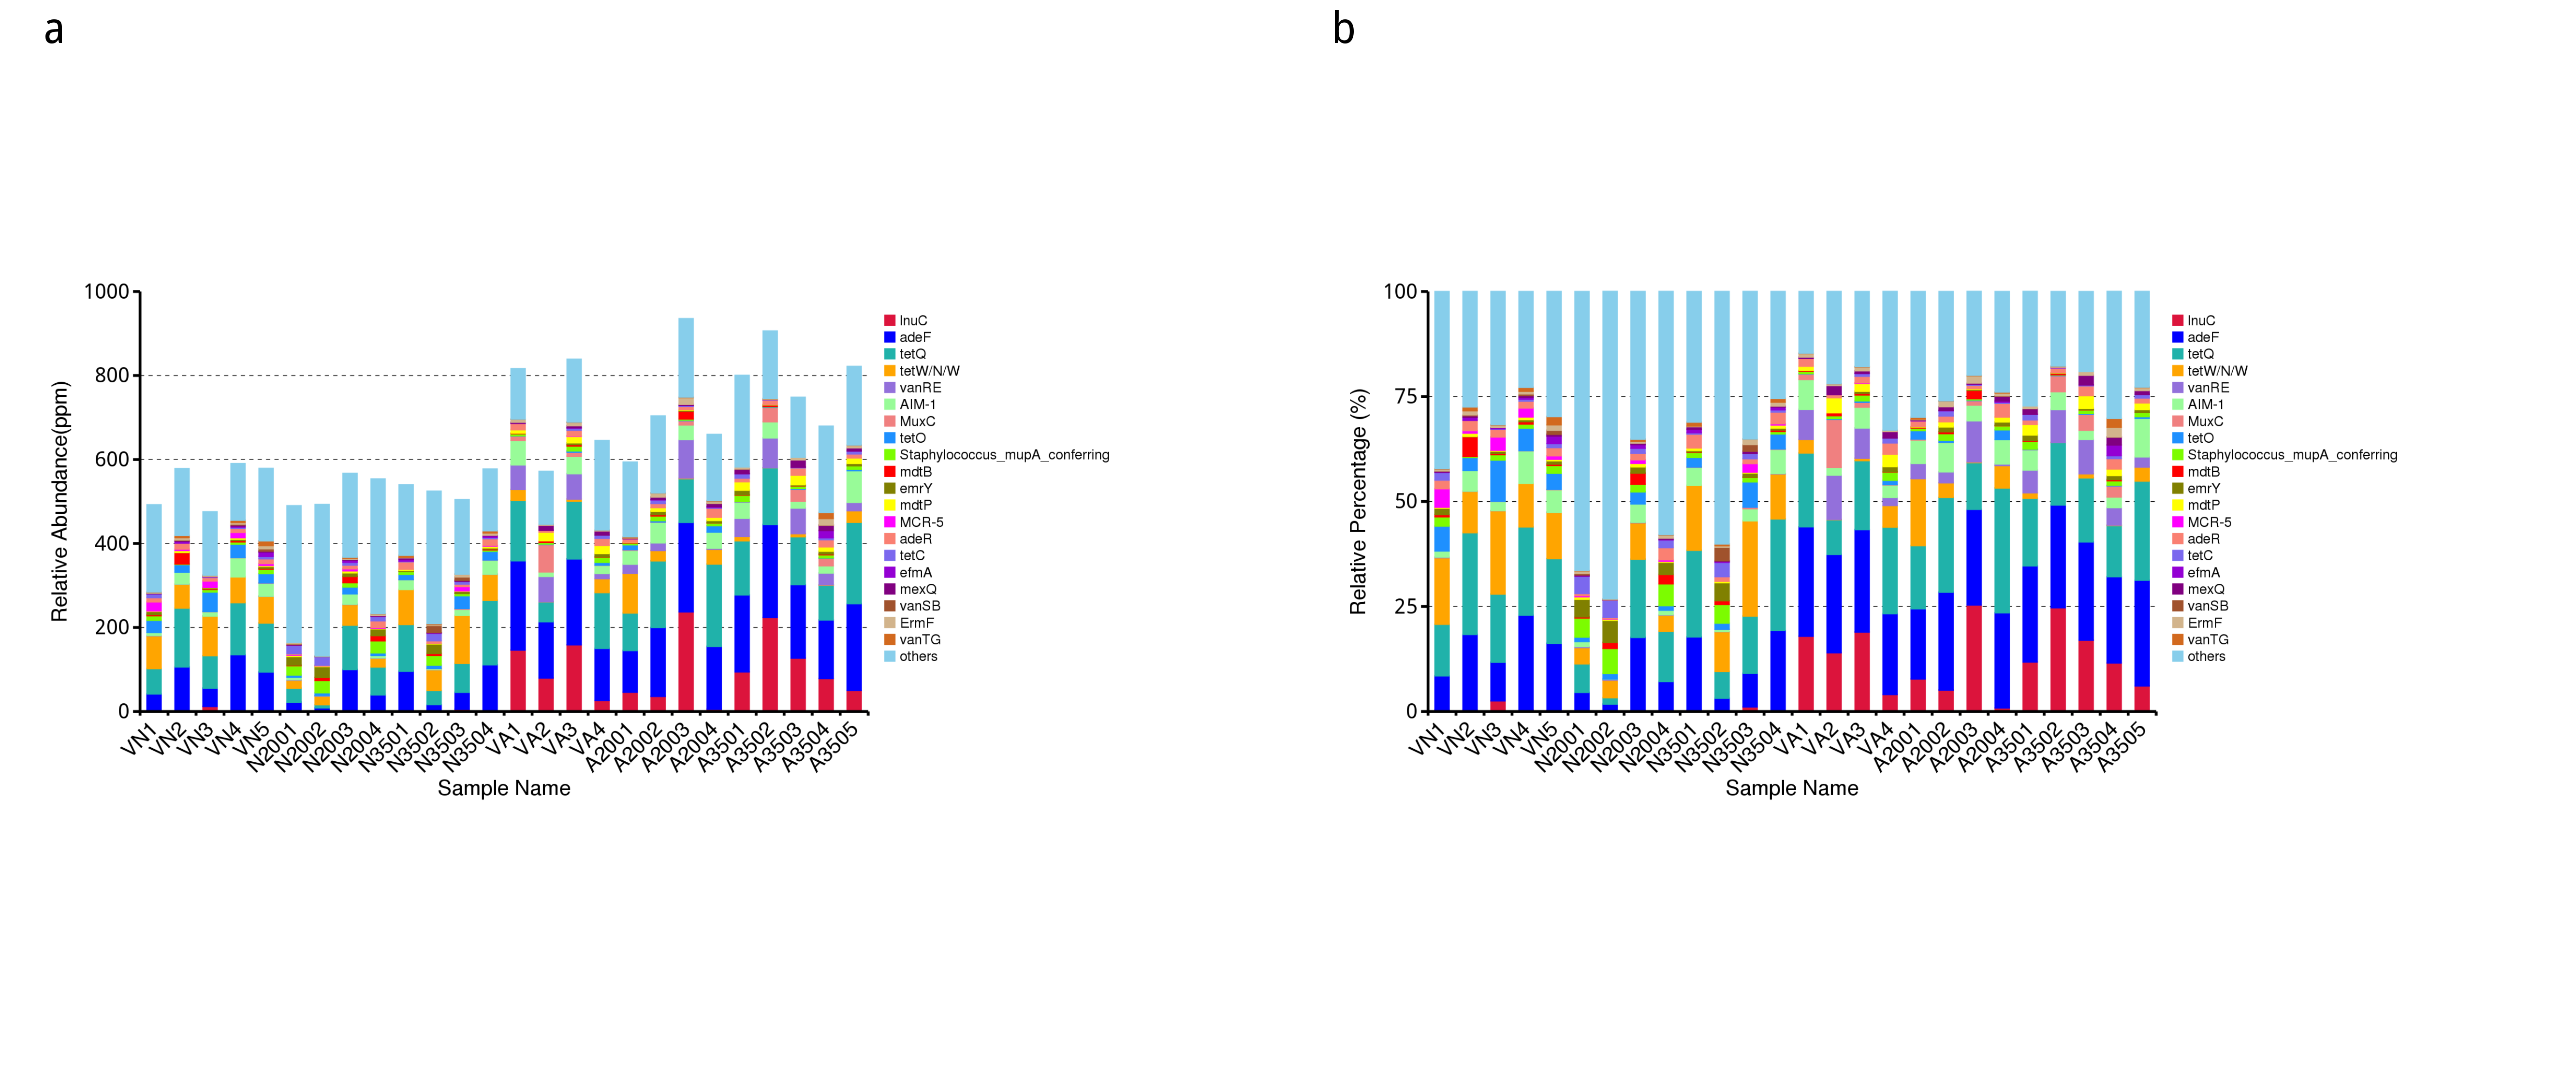 a
1000
800
600
400
200
0
Relative Abundance(ppm)
VN1
VN2
VN3
VN4
VN5
N2001
N2002
N2003
N2004
N3501
N3502
N3503
N3504
VA1
VA2
VA3
VA4
A2001
A2002
A2003
A2004
A3501
A3502
A3503
A3504
A3505
Sample Name
lnuC
adeF
tetQ
tetW/N/W
vanRE
AIM-1
MuxC
tetO
Staphylococcus_mupA_conferring
mdtB
emrY
mdtP
MCR-5
adeR
tetC
efmA
mexQ
vanSB
ErmF
vanTG
others
b
100
75
50
25
0
Relative Percentage (%)
VN1
VN2
VN3
VN4
VN5
N2001
N2002
N2003
N2004
N3501
N3502
N3503
N3504
VA1
VA2
VA3
VA4
A2001
A2002
A2003
A2004
A3501
A3502
A3503
A3504
A3505
Sample Name
lnuC
adeF
tetQ
tetW/N/W
vanRE
AIM-1
MuxC
tetO
Staphylococcus_mupA_conferring
mdtB
emrY
mdtP
MCR-5
adeR
tetC
efmA
mexQ
vanSB
ErmF
vanTG
others